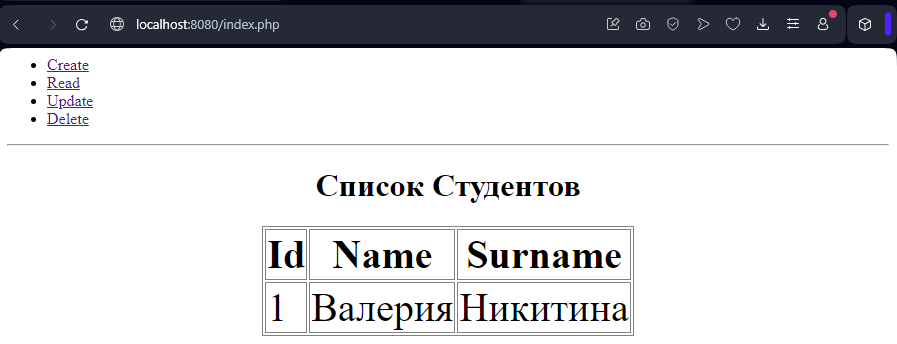 localhost:8080/index.php
Create
Read
Update
Delete
Список Студентов
Id Name Surname
1 Валерия Никитина